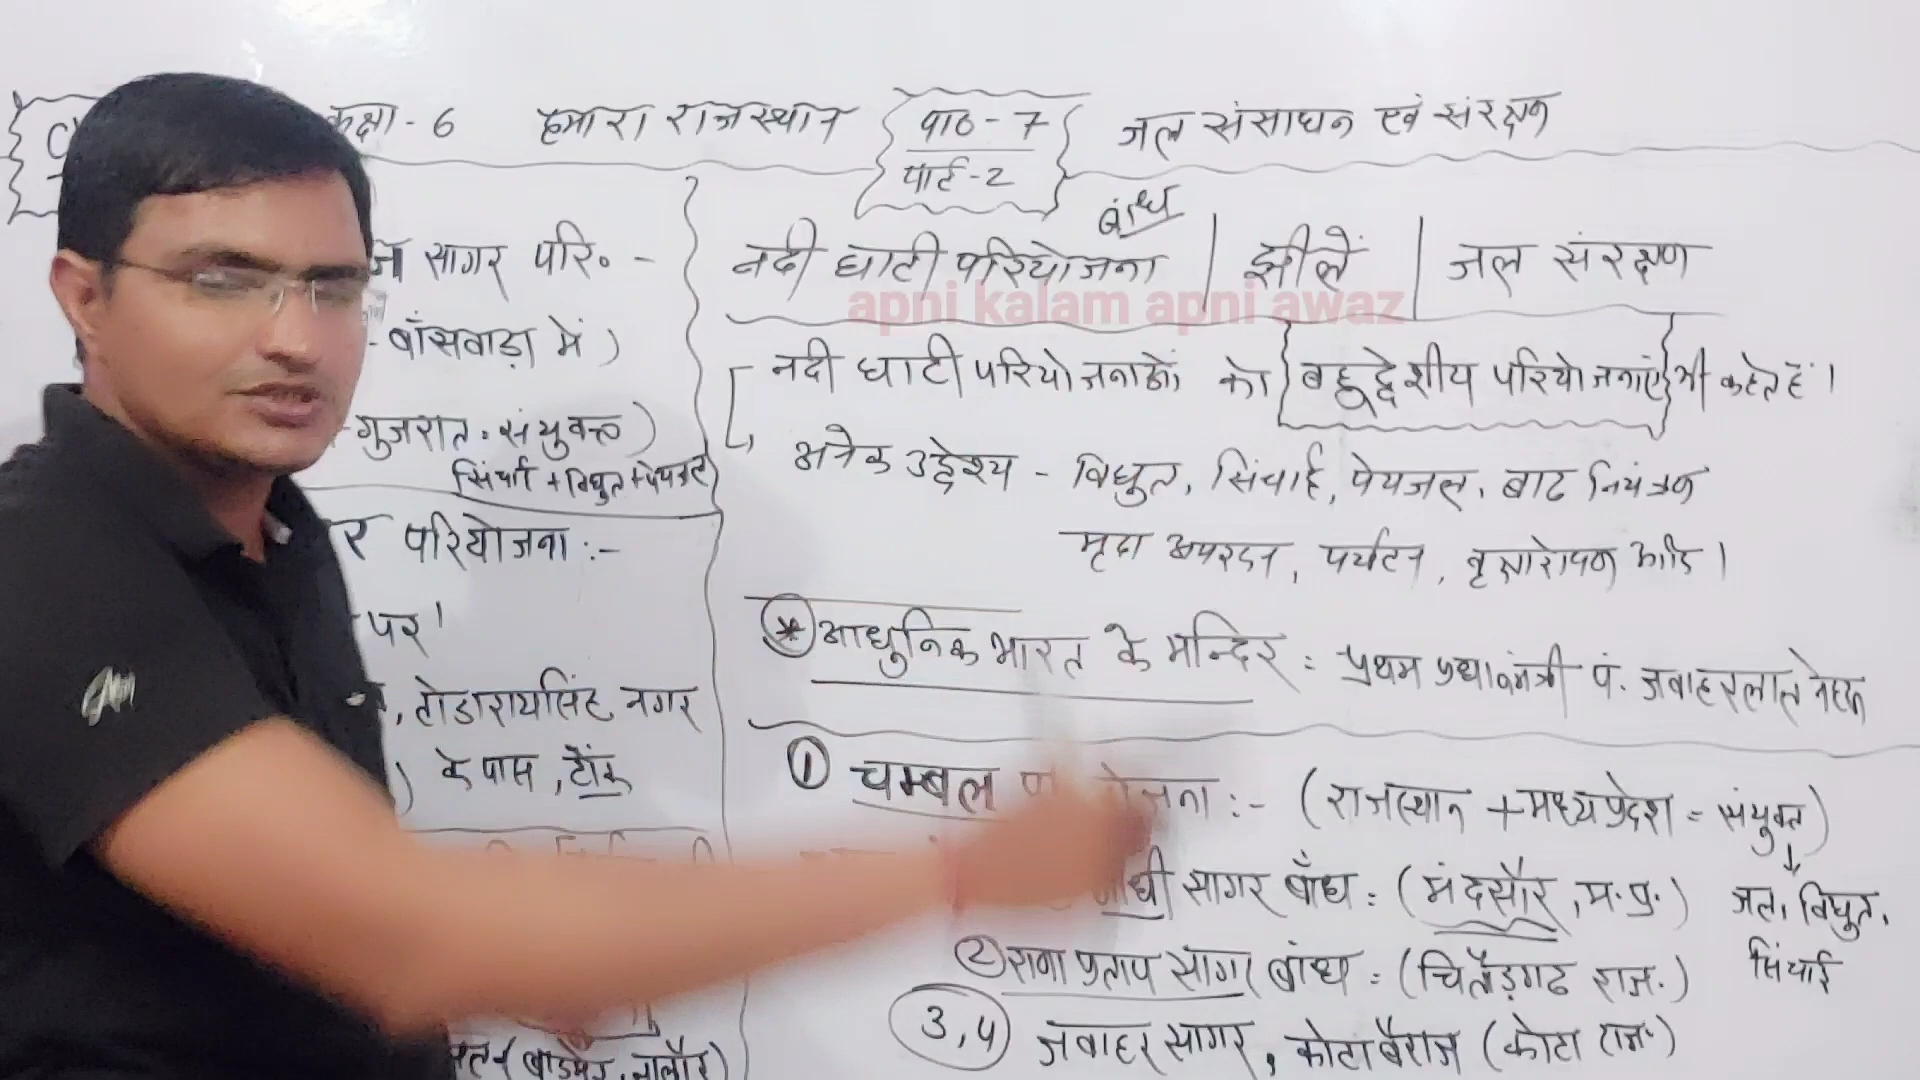 कक्षा - 6 हमारा राजस्थान
पाठ - 7
पार्ट - 2
जल संसाधन एवं संरक्षण
सागर परि॰ -
बाँसवाड़ा में)
गुजरात = संयुक्त)
सिंचाई + विधुत + पेयजल
र परियोजना :-
पर।
, टोडारायसिंह नगर
) के पास, टोंक
बांध
नदी घाटी परियोजना | झीलें | जल संरक्षण
apni kalam apni awaz
नदी घाटी परियोजनाओं को बहूद्देशीय परियोजनाएं भी कहते हैं।
अनेक उद्देश्य - विधुत, सिंचाई, पेयजल, बाढ नियंत्रण
मृदा अपरदन, पर्यटन, वृक्षारोपण आदि।
* आधुनिक भारत के मन्दिर : प्रथम प्रधानमंत्री पं. जवाहरलाल नेहरू
① चम्बल :- (राजस्थान + मध्यप्रदेश = संयुक्त)
↓
जल, विधुत,
सिंचाई
सागर बाँध : (मंदसौर, म. प्र.)
② राणा प्रताप सागर बांध : (चितौड़गढ राज.)
3,4 जवाहर सागर, कोटा बैराज (कोटा राज.)
(बाडमेर, जालौर)